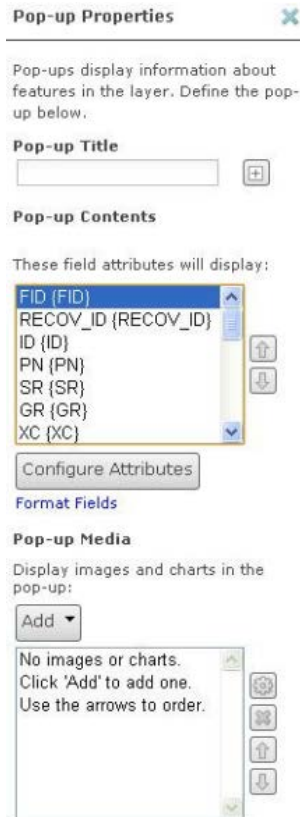 Pop-up Properties
Pop-ups display information about
features in the layer. Define the pop-
up below.
Pop-up Title
Pop-up Contents
These field attributes will display:
FID {FID}
RECOV_ID {RECOV_ID}
ID {ID}
PN {PN}
SR {SR}
GR {GR}
XC {XC}
Configure Attributes
Format Fields
Pop-up Media
Display images and charts in the
pop-up:
Add
No images or charts.
Click 'Add' to add one.
Use the arrows to order.